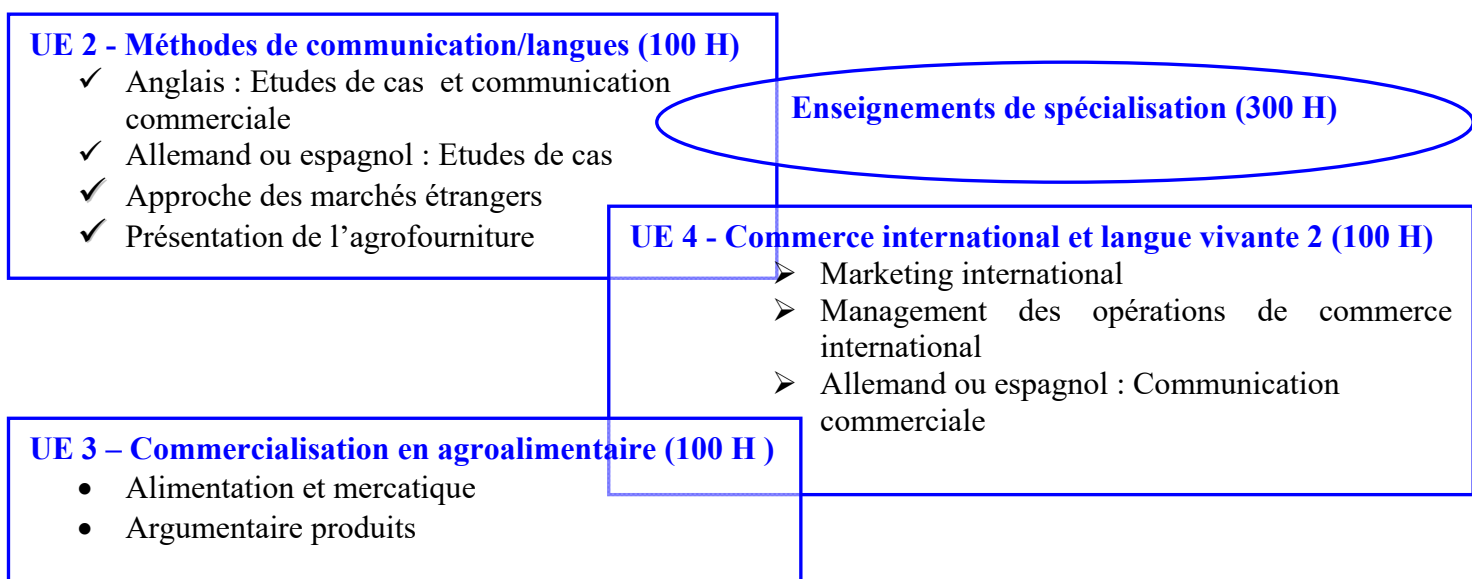 UE 2 - Méthodes de communication/langues (100 H)
✓ Anglais : Etudes de cas et communication
commerciale
✓ Allemand ou espagnol : Etudes de cas
✓ Approche des marchés étrangers
✓ Présentation de l’agrofourniture
Enseignements de spécialisation (300 H)
UE 4 - Commerce international et langue vivante 2 (100 H)
➢ Marketing international
➢ Management des opérations de commerce
international
➢ Allemand ou espagnol : Communication
commerciale
UE 3 – Commercialisation en agroalimentaire (100 H )
• Alimentation et mercatique
• Argumentaire produits